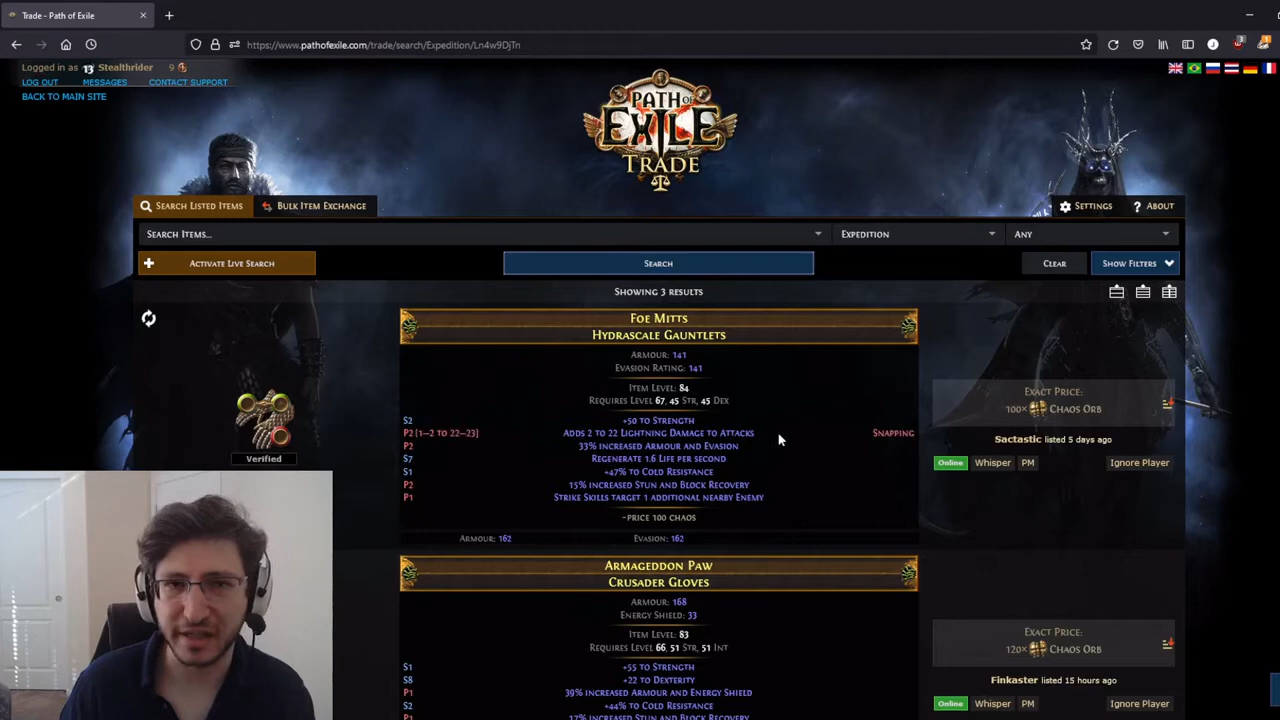 Trade - Path of Exile
https://www.pathofexile.com/trade/search/Expedition/Ln4w9DjTn
Logged in as 13 Stealthrider 9
LOG OUT MESSAGES CONTACT SUPPORT
BACK TO MAIN SITE
PATH OF EXILE
TRADE
SEARCH LISTED ITEMS BULK ITEM EXCHANGE SETTINGS ? ABOUT
SEARCH ITEMS... EXPEDITION ANY
+ ACTIVATE LIVE SEARCH SEARCH CLEAR SHOW FILTERS
SHOWING 3 RESULTS
FOE MITTS
HYDRASCALE GAUNTLETS
ARMOUR: 141
EVASION RATING: 141
ITEM LEVEL: 84
REQUIRES LEVEL 67, 45 STR, 45 DEX
S2 +50 TO STRENGTH
P2 [1–2 TO 22–23] ADDS 2 TO 22 LIGHTNING DAMAGE TO ATTACKS SNAPPING
P2 33% INCREASED ARMOUR AND EVASION
S7 REGENERATE 1.6 LIFE PER SECOND
S1 +47% TO COLD RESISTANCE
P2 15% INCREASED STUN AND BLOCK RECOVERY
P1 STRIKE SKILLS TARGET 1 ADDITIONAL NEARBY ENEMY
~PRICE 100 CHAOS
ARMOUR: 162 EVASION: 162
Verified
EXACT PRICE:
100× CHAOS ORB
Sactastic listed 5 days ago
Online Whisper PM Ignore Player
ARMAGEDDON PAW
CRUSADER GLOVES
ARMOUR: 168
ENERGY SHIELD: 33
ITEM LEVEL: 83
REQUIRES LEVEL 66, 51 STR, 51 INT
S1 +55 TO STRENGTH
S8 +22 TO DEXTERITY
P1 39% INCREASED ARMOUR AND ENERGY SHIELD
S2 +44% TO COLD RESISTANCE
P1 17% INCREASED STUN AND BLOCK RECOVERY
EXACT PRICE:
120× CHAOS ORB
Finkaster listed 15 hours ago
Online Whisper PM Ignore Player